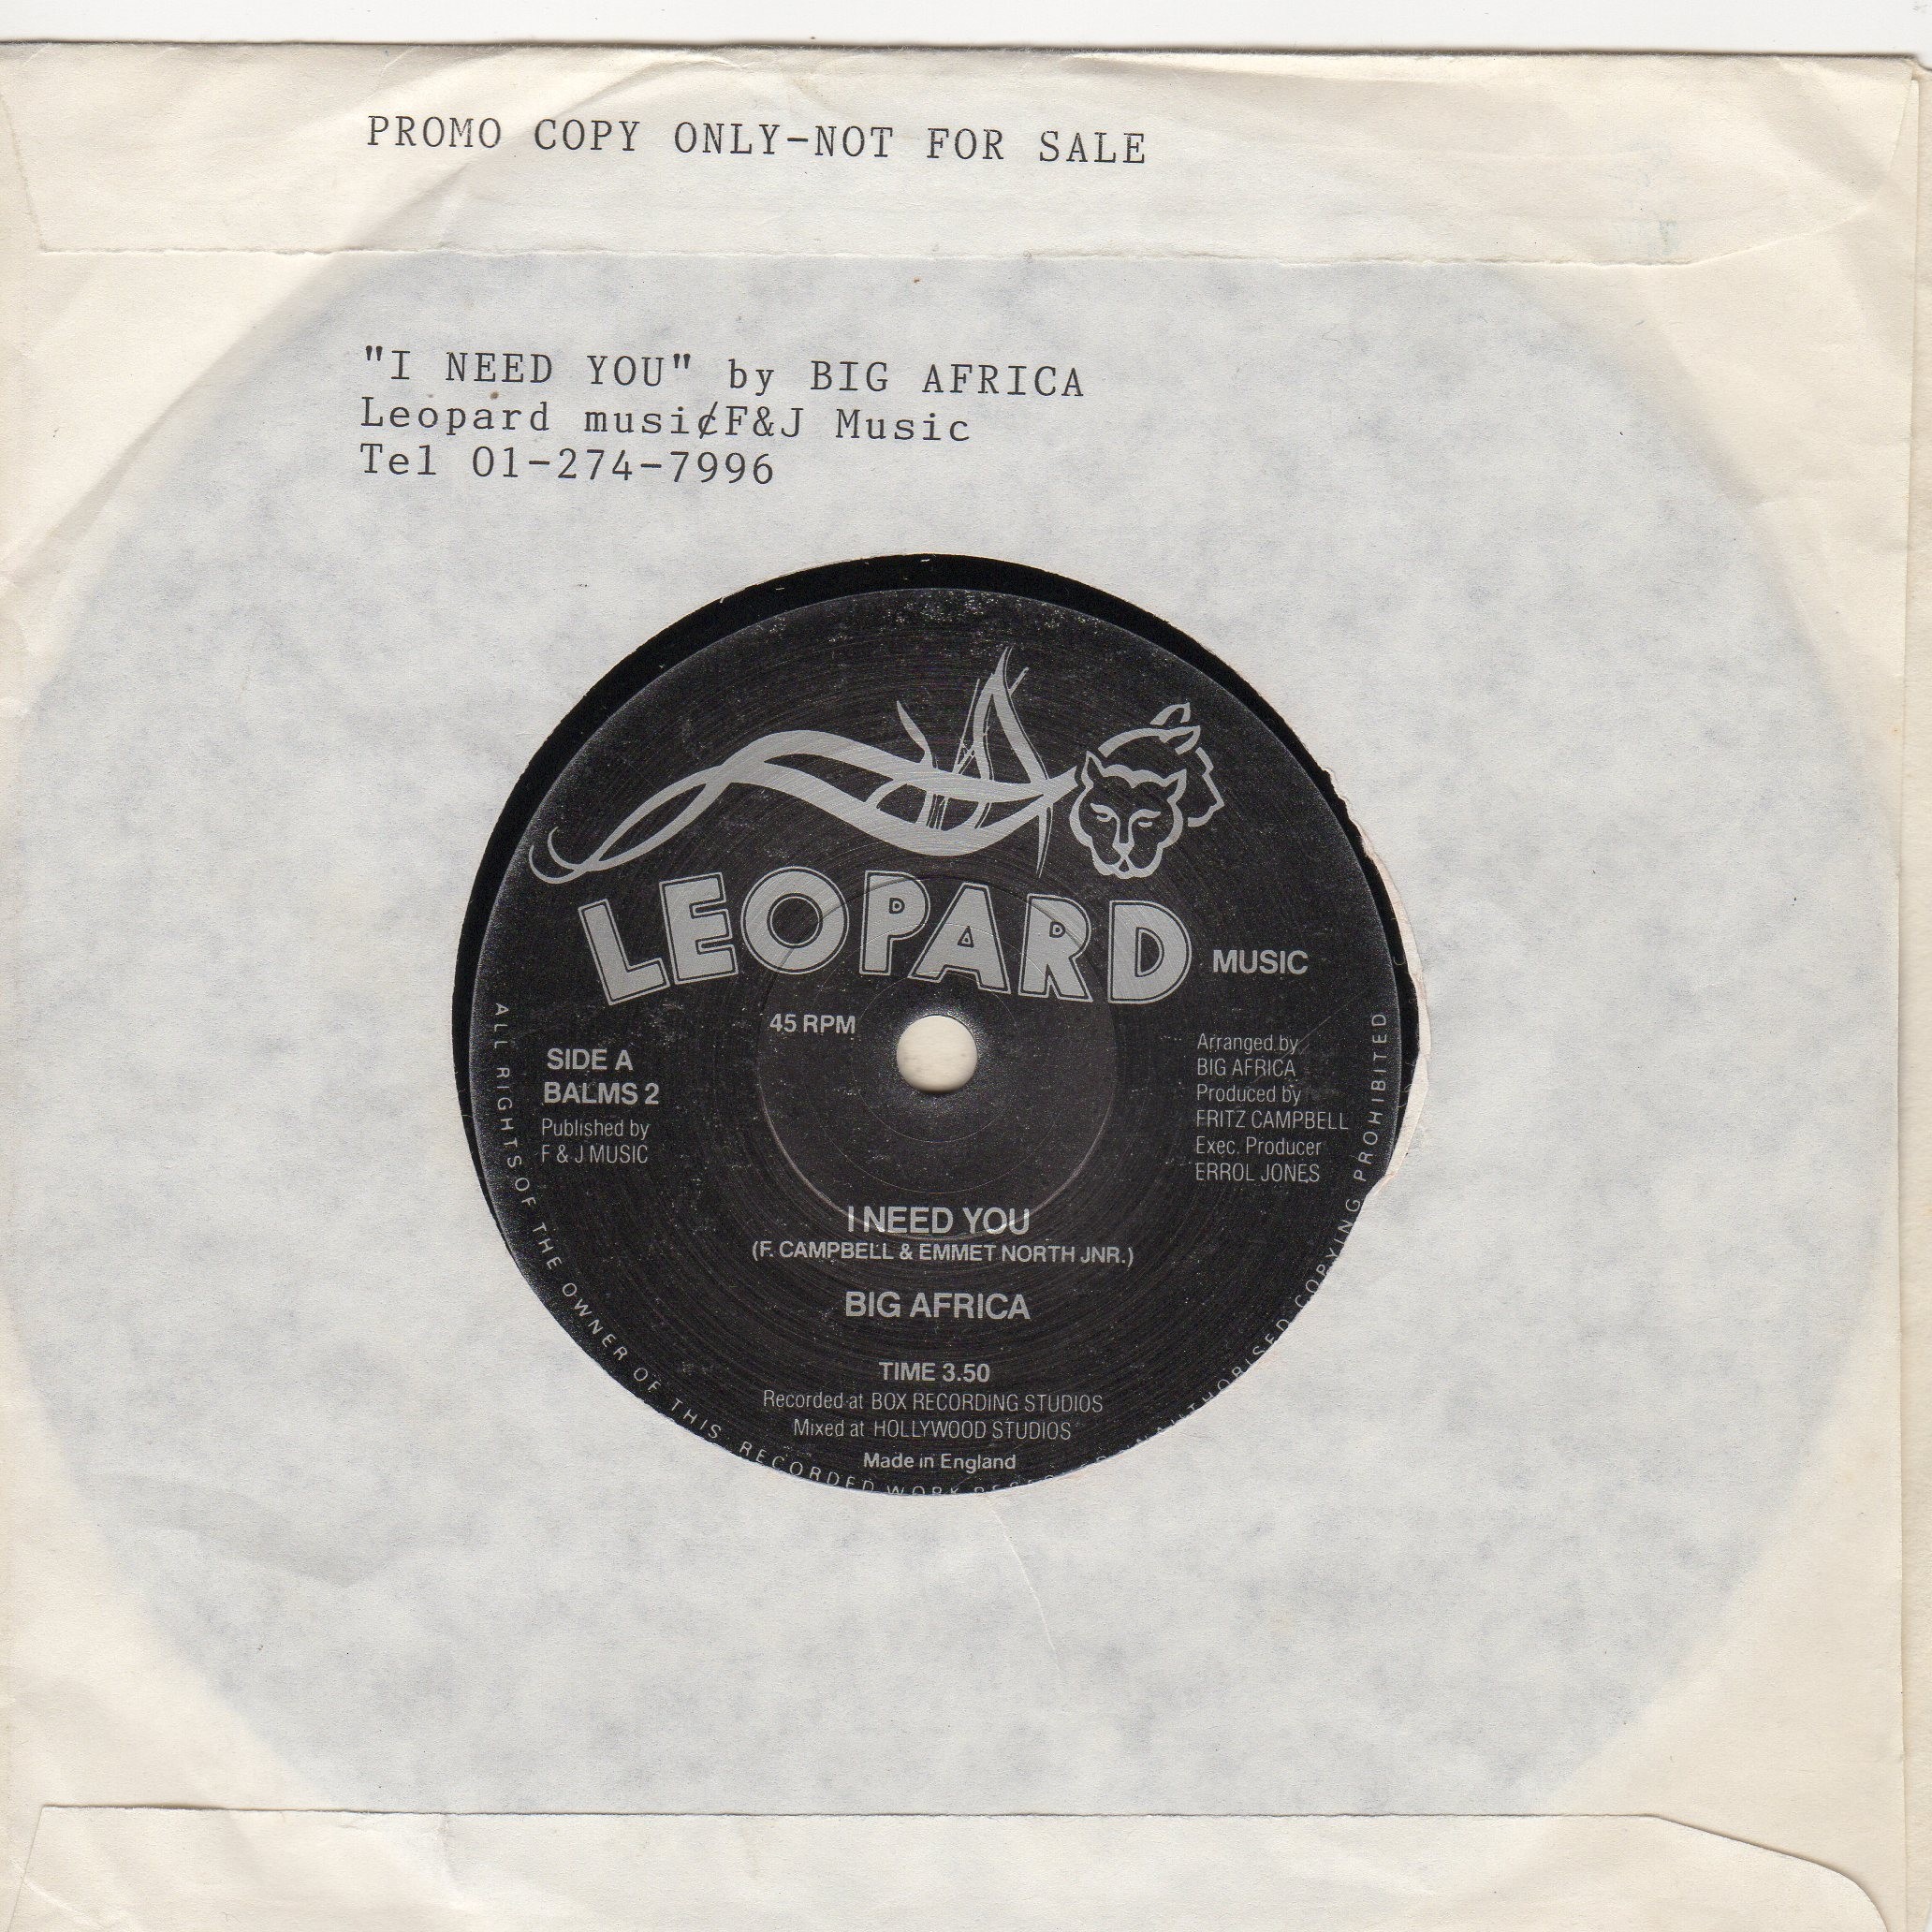 PROMO COPY ONLY-NOT FOR SALE
"I NEED YOU" by BIG AFRICA
Leopard music/F&J Music
Tel 01-274-7996
LEOPARD MUSIC
45 RPM
SIDE A
BALMS 2
Published by
F & J MUSIC
Arranged by
BIG AFRICA
Produced by
FRITZ CAMPBELL
Exec. Producer
ERROL JONES
I NEED YOU
(F. CAMPBELL & EMMET NORTH JNR.)
BIG AFRICA
TIME 3.50
Recorded at BOX RECORDING STUDIOS
Mixed at HOLLYWOOD STUDIOS
Made in England
ALL RIGHTS OF THE OWNER OF THIS RECORDED WORK UNAUTHORISED COPYING PROHIBITED